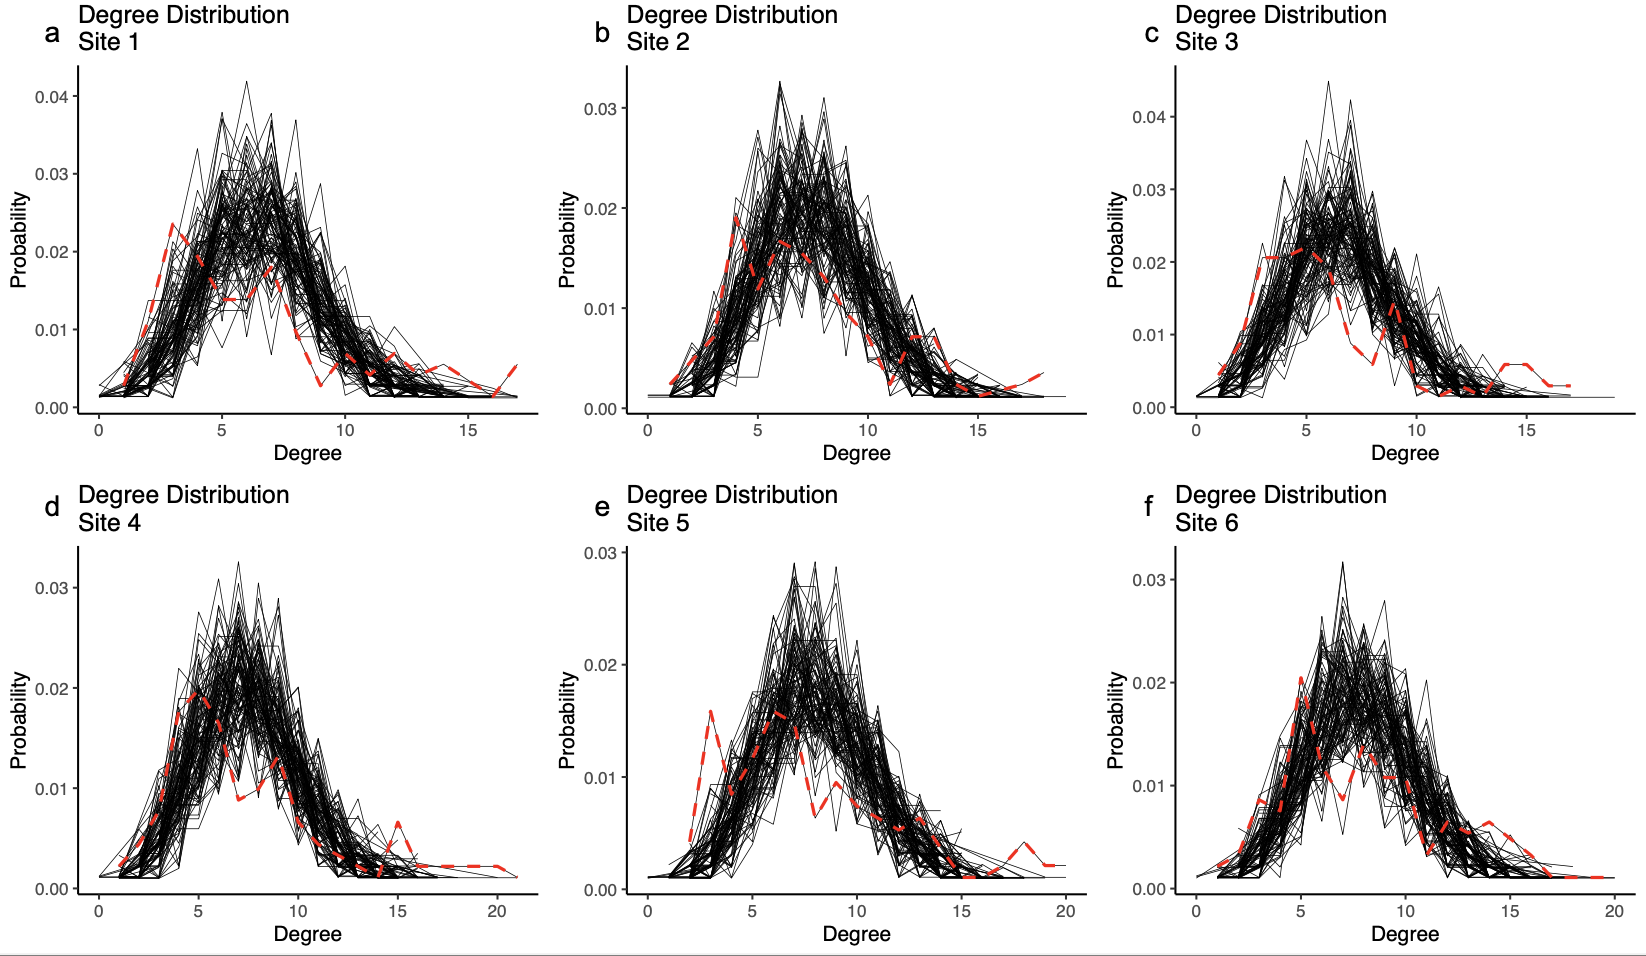 a
Degree Distribution
Site 1
0.04
0.03
0.02
0.01
0.00
Probability
0 5 10 15
Degree
b
Degree Distribution
Site 2
0.03
0.02
0.01
0.00
Probability
0 5 10 15
Degree
c
Degree Distribution
Site 3
0.04
0.03
0.02
0.01
0.00
Probability
0 5 10 15
Degree
d
Degree Distribution
Site 4
0.03
0.02
0.01
0.00
Probability
0 5 10 15 20
Degree
e
Degree Distribution
Site 5
0.03
0.02
0.01
0.00
Probability
0 5 10 15 20
Degree
f
Degree Distribution
Site 6
0.03
0.02
0.01
0.00
Probability
0 5 10 15 20
Degree